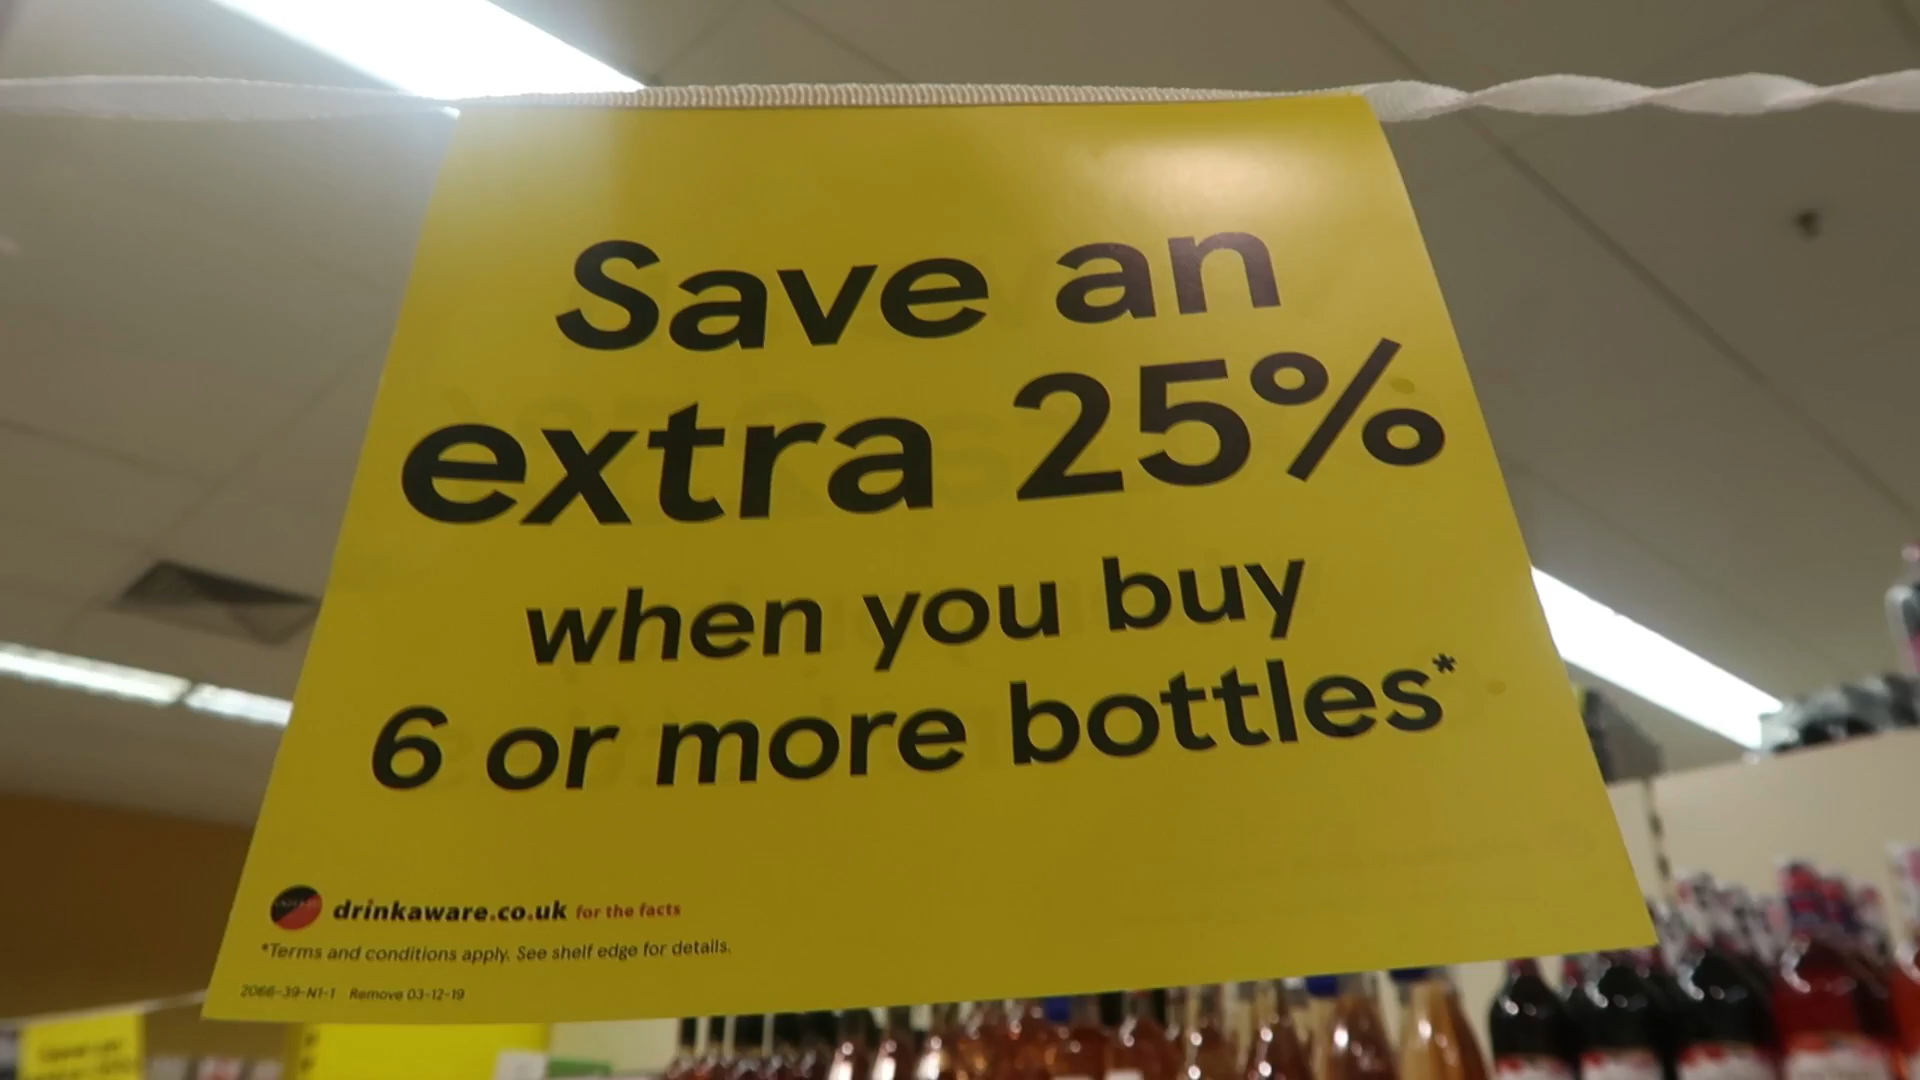 Save an
extra 25%
when you buy
6 or more bottles*
drinkaware.co.uk for the facts
*Terms and conditions apply. See shelf edge for details.
2066-39-N1-1 Remove 03-12-19